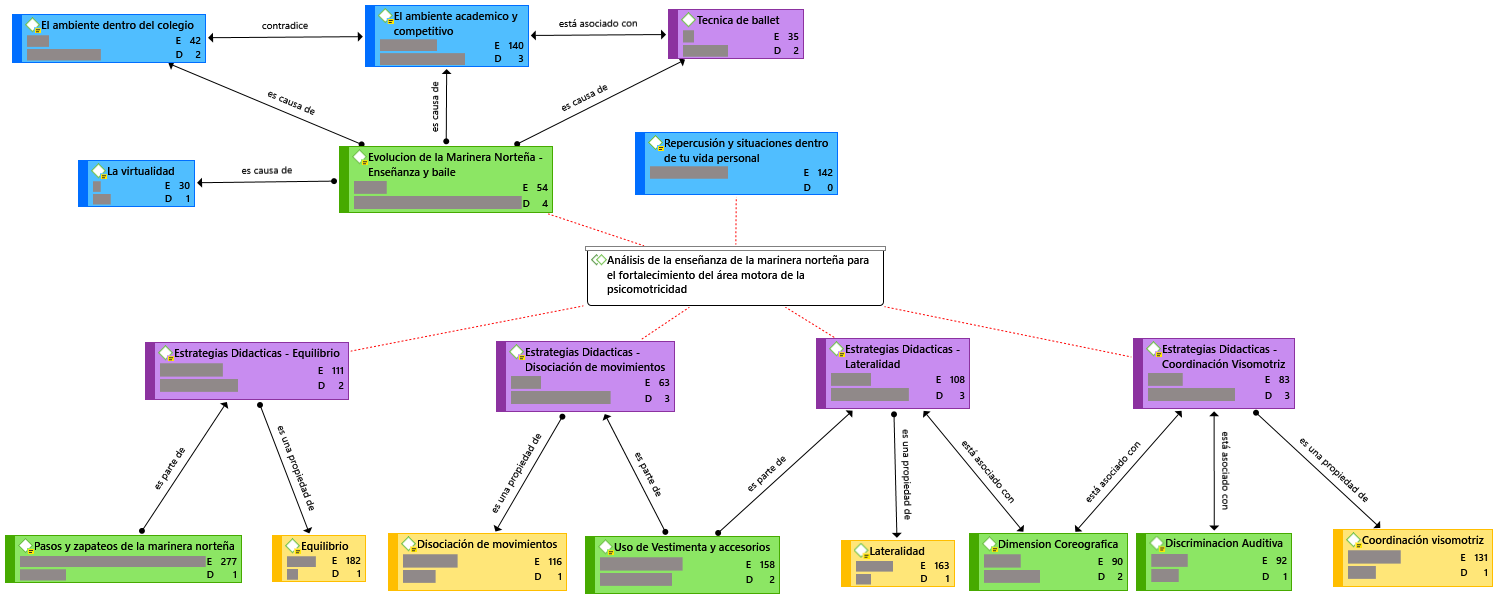 El ambiente dentro del colegio
E 42
D 2
contradice
El ambiente academico y
competitivo
E 140
D 3
está asociado con
Tecnica de ballet
E 35
D 2
es causa de
es causa de
es causa de
La virtualidad
E 30
D 1
es causa de
Evolucion de la Marinera Norteña -
Enseñanza y baile
E 54
D 4
Repercusión y situaciones dentro
de tu vida personal
E 142
D 0
Análisis de la enseñanza de la marinera norteña para
el fortalecimiento del área motora de la
psicomotricidad
Estrategias Didacticas - Equilibrio
E 111
D 2
Estrategias Didacticas -
Disociación de movimientos
E 63
D 3
Estrategias Didacticas -
Lateralidad
E 108
D 3
Estrategias Didacticas -
Coordinación Visomotriz
E 83
D 3
es parte de
es una propiedad de
es una propiedad de
es parte de
es parte de
es una propiedad de
está asociado con
está asociado con
está asociado con
es una propiedad de
Pasos y zapateos de la marinera norteña
E 277
D 1
Equilibrio
E 182
D 1
Disociación de movimientos
E 116
D 1
Uso de Vestimenta y accesorios
E 158
D 2
Lateralidad
E 163
D 1
Dimension Coreografica
E 90
D 2
Discriminacion Auditiva
E 92
D 1
Coordinación visomotriz
E 131
D 1